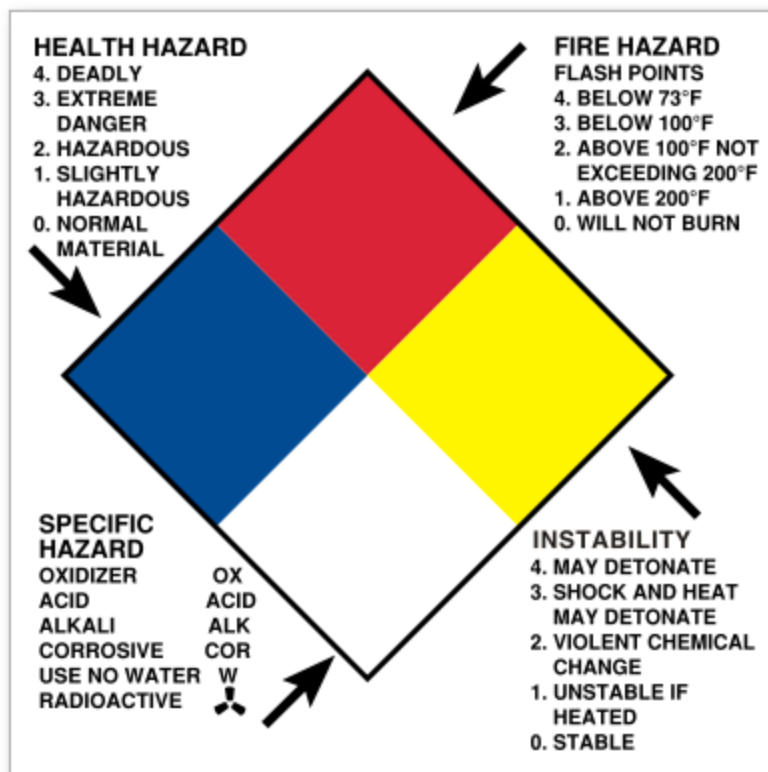 HEALTH HAZARD
4. DEADLY
3. EXTREME
DANGER
2. HAZARDOUS
1. SLIGHTLY
HAZARDOUS
0. NORMAL
MATERIAL
FIRE HAZARD
FLASH POINTS
4. BELOW 73°F
3. BELOW 100°F
2. ABOVE 100°F NOT
EXCEEDING 200°F
1. ABOVE 200°F
0. WILL NOT BURN
SPECIFIC
HAZARD
OXIDIZER OX
ACID ACID
ALKALI ALK
CORROSIVE COR
USE NO WATER W
RADIOACTIVE
INSTABILITY
4. MAY DETONATE
3. SHOCK AND HEAT
MAY DETONATE
2. VIOLENT CHEMICAL
CHANGE
1. UNSTABLE IF
HEATED
0. STABLE